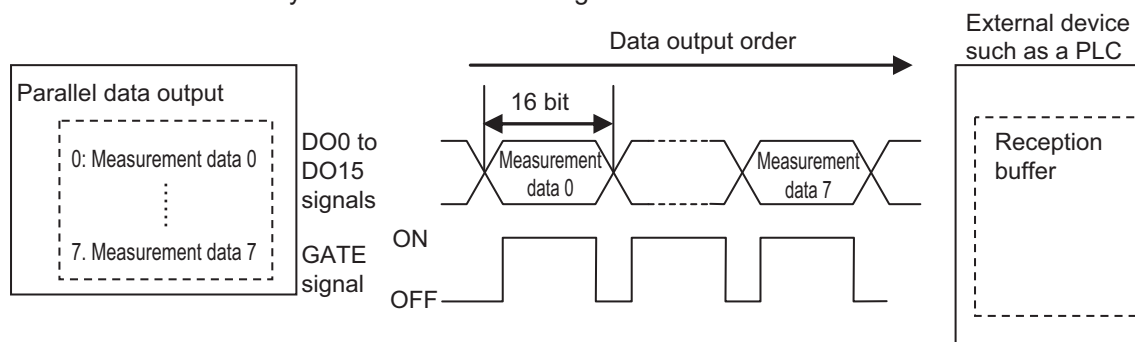 External device
such as a PLC
Data output order
Parallel data output
16 bit
0: Measurement data 0
7. Measurement data 7
DO0 to
DO15
signals
Measurement
data 0
Measurement
data 7
Reception
buffer
GATE
signal
ON
OFF